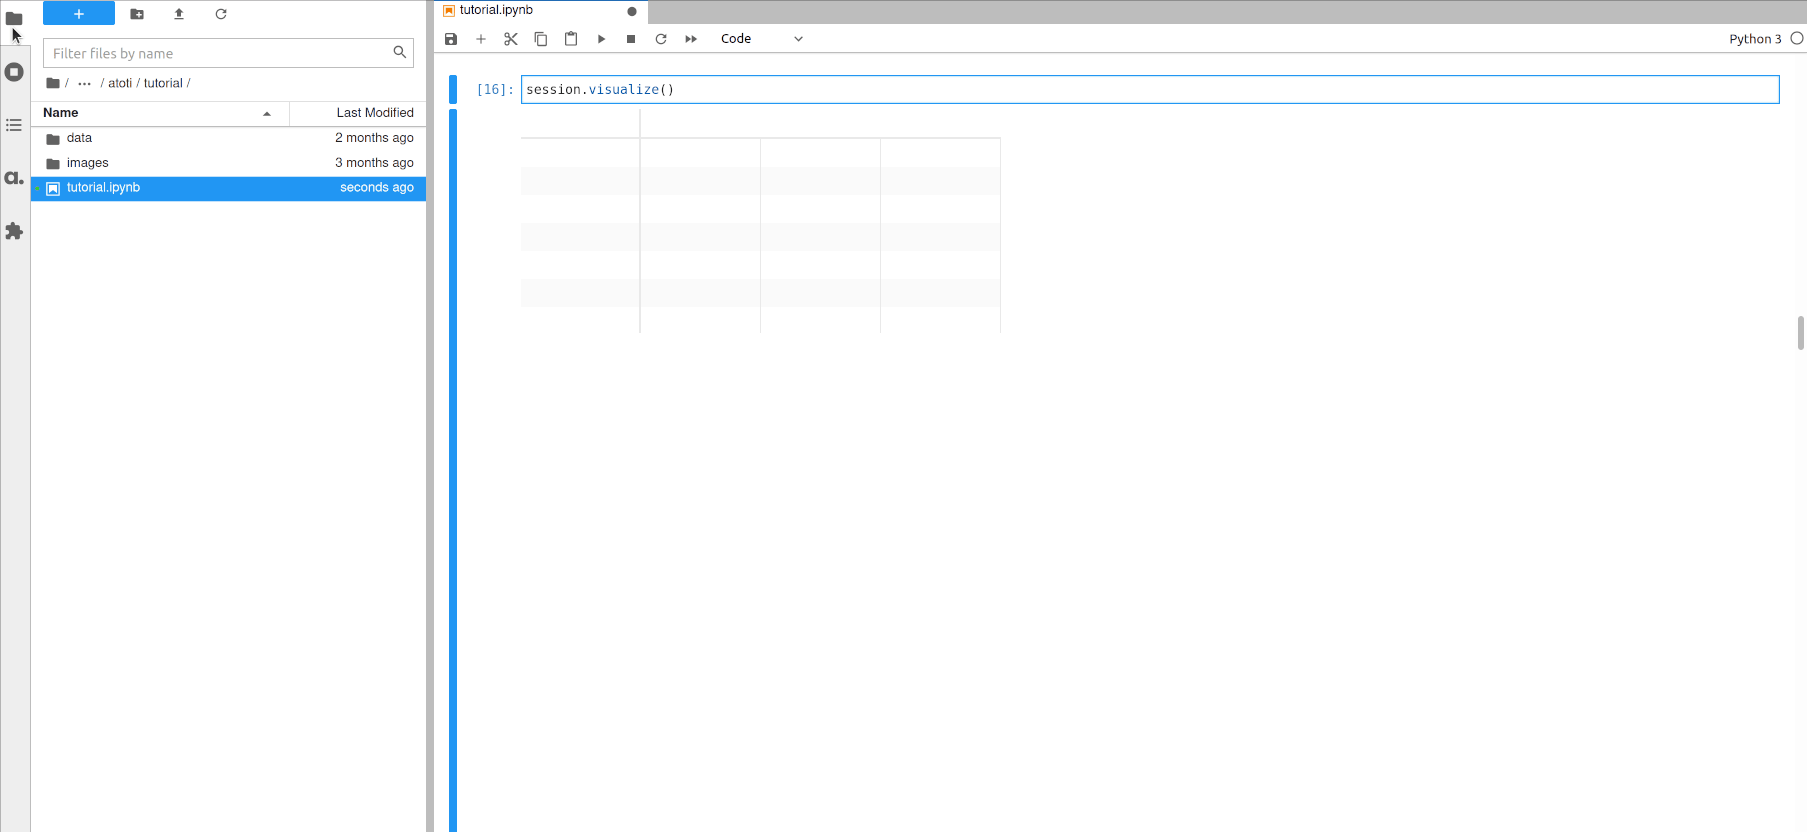 +
Filter files by name
/ ··· / atoti / tutorial /
Name Last Modified
data 2 months ago
images 3 months ago
tutorial.ipynb seconds ago
a.
tutorial.ipynb
Code
Python 3
[16]: session.visualize()